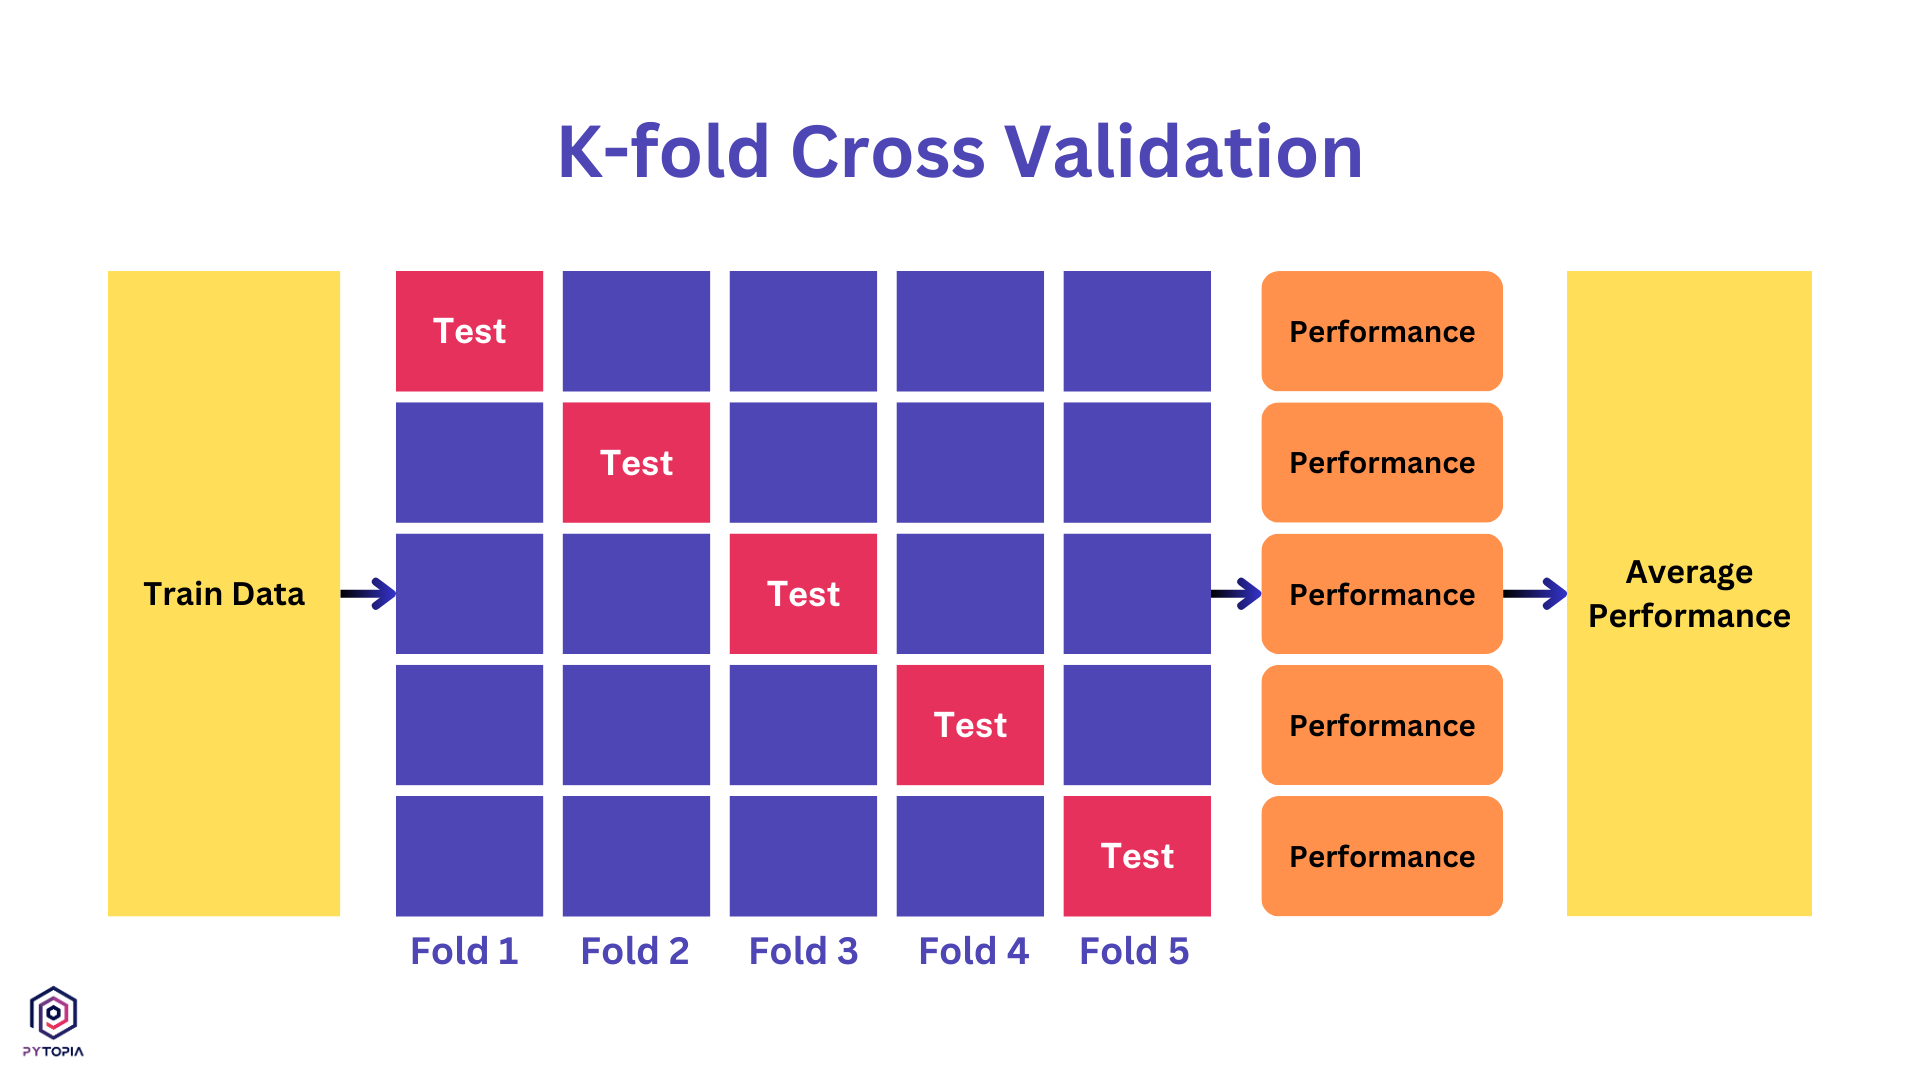 K-fold Cross Validation
Train Data
Test
Performance
Test
Performance
Test
Performance
Average
Performance
Test
Performance
Test
Performance
Fold 1
Fold 2
Fold 3
Fold 4
Fold 5
PYTOPIA